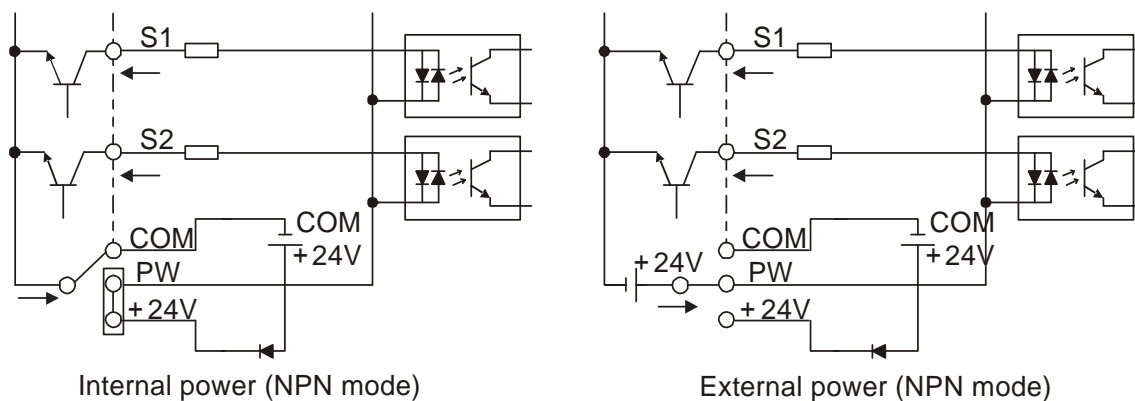 S1
S2
COM
COM
+24V
PW
+24V
Internal power (NPN mode)
S1
S2
COM
COM
+24V
+24V
PW
+24V
External power (NPN mode)